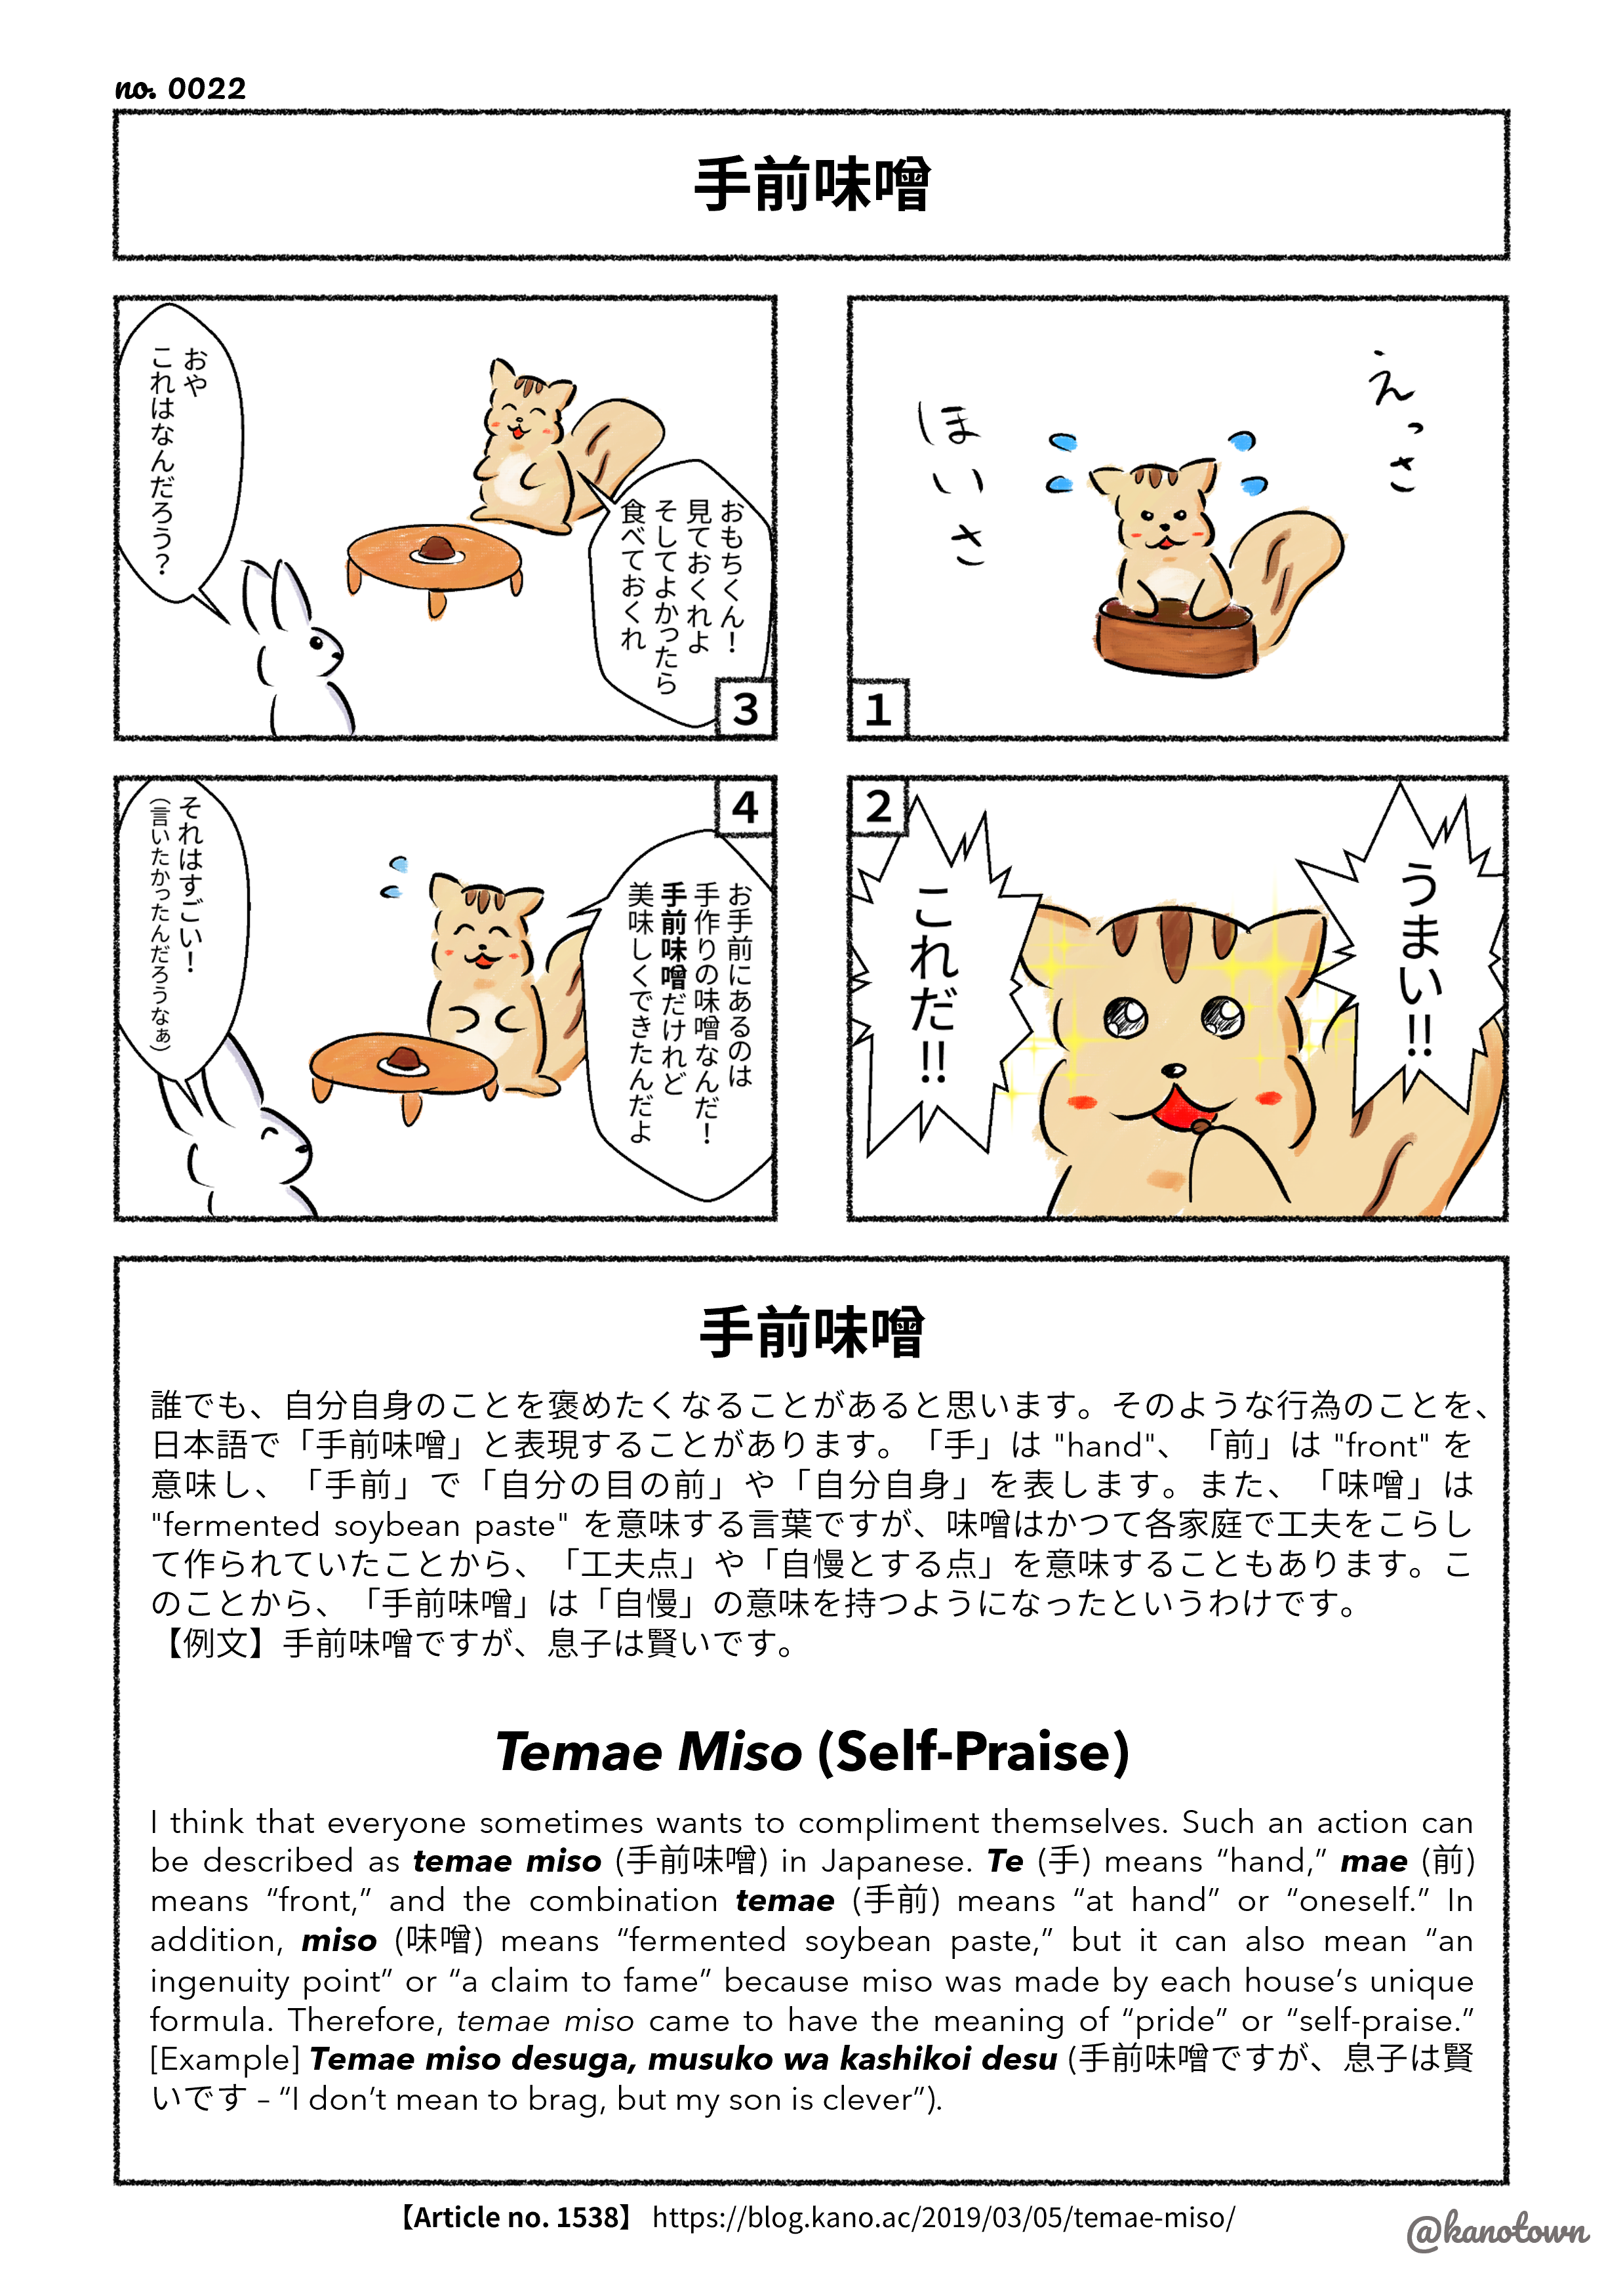 no. 0022
手前味噌
えっさ
ほいさ
うまい!!
これだ!!
おもちくん！
見ておくれよ
そしてよかったら
食べておくれ
おや
これはなんだろう？
お手前にあるのは
手作りの味噌なんだ！
手前味噌だけれど
美味しくできたんだよ
それはすごい！
（言いたかったんだろうなぁ）
1
2
3
4
手前味噌
誰でも、自分自身のことを褒めたくなることがあると思います。そのような行為のことを、
日本語で「手前味噌」と表現することがあります。「手」は "hand"、「前」は "front" を
意味し、「手前」で「自分の目の前」や「自分自身」を表します。また、「味噌」は
"fermented soybean paste" を意味する言葉ですが、味噌はかつて各家庭で工夫をこらし
て作られていたことから、「工夫点」や「自慢とする点」を意味することもあります。こ
のことから、「手前味噌」は「自慢」の意味を持つようになったというわけです。
【例文】手前味噌ですが、息子は賢いです。
Temae Miso (Self-Praise)
I think that everyone sometimes wants to compliment themselves. Such an action can
be described as temae miso (手前味噌) in Japanese. Te (手) means “hand,” mae (前)
means “front,” and the combination temae (手前) means “at hand” or “oneself.” In
addition, miso (味噌) means “fermented soybean paste,” but it can also mean “an
ingenuity point” or “a claim to fame” because miso was made by each house’s unique
formula. Therefore, temae miso came to have the meaning of “pride” or “self-praise.”
[Example] Temae miso desuga, musuko wa kashikoi desu (手前味噌ですが、息子は賢
いです – “I don’t mean to brag, but my son is clever”).
【Article no. 1538】 https://blog.kano.ac/2019/03/05/temae-miso/
@kanotown